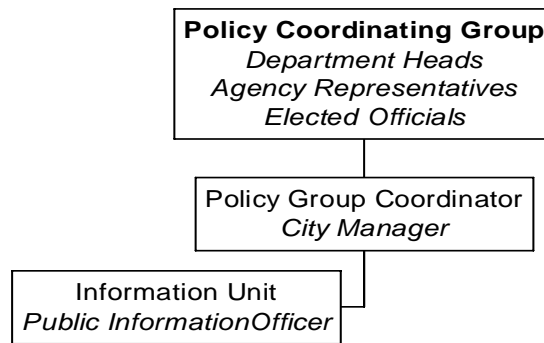 Policy Coordinating Group
Department Heads
Agency Representatives
Elected Officials
Policy Group Coordinator
City Manager
Information Unit
Public InformationOfficer